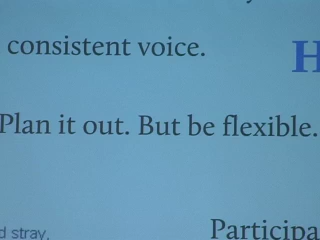 consistent voice.
H
Plan it out. But be flexible.
stray.
Participa